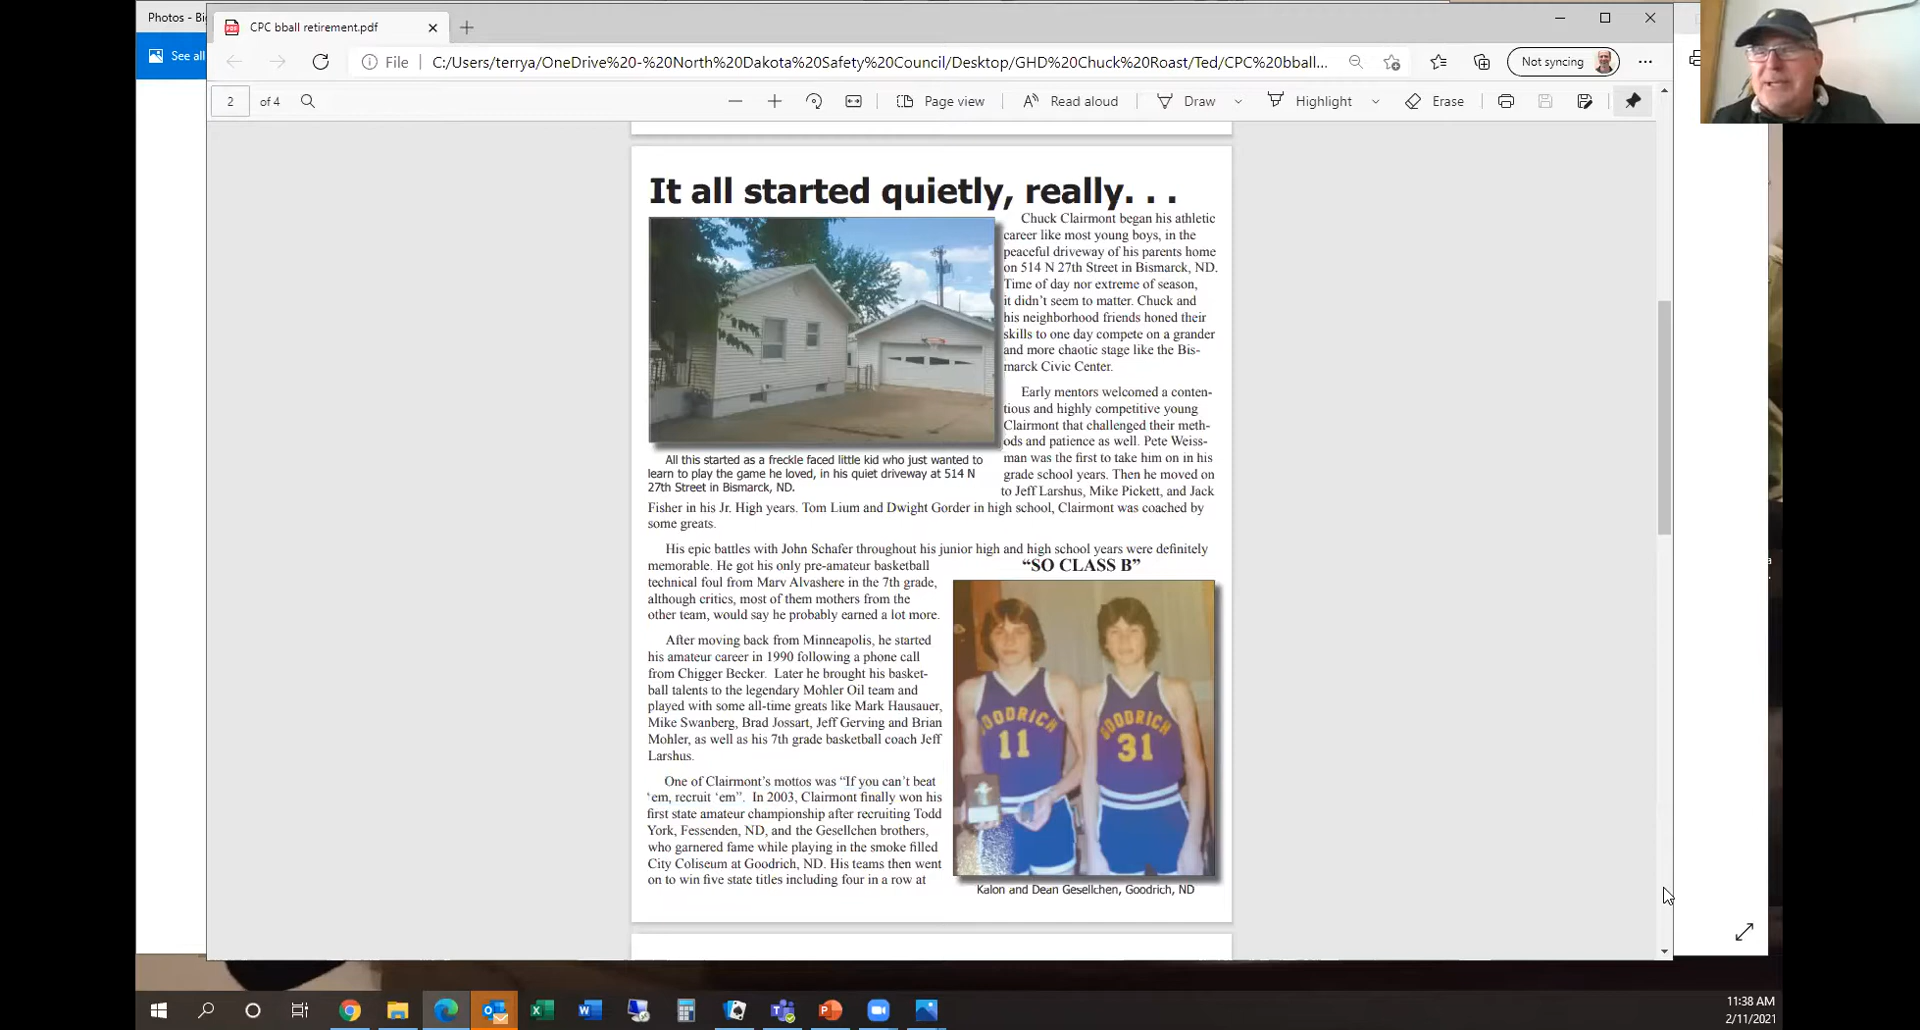 Photos - Bi
See all
CPC bball retirement.pdf
File
C:/Users/terrya/OneDrive%20-%20North%20Dakota%20Safety%20Council/Desktop/GHD%20Chuck%20Roast/Ted/CPC%20bball...
Not syncing
2 of 4
Page view
Read aloud
Draw
Highlight
Erase
It all started quietly, really. . .
Chuck Clairmont began his athletic
career like most young boys, in the
peaceful driveway of his parents home
on 514 N 27th Street in Bismarck, ND.
Time of day nor extreme of season,
it didn't seem to matter. Chuck and
his neighborhood friends honed their
skills to one day compete on a grander
and more chaotic stage like the Bis-
marck Civic Center.
Early mentors welcomed a conten-
tious and highly competitive young
Clairmont that challenged their meth-
ods and patience as well. Pete Weiss-
man was the first to take him on in his
grade school years. Then he moved on
to Jeff Larshus, Mike Pickett, and Jack
Fisher in his Jr. High years. Tom Lium and Dwight Gorder in high school, Clairmont was coached by
some greats.
All this started as a freckle faced little kid who just wanted to
learn to play the game he loved, in his quiet driveway at 514 N
27th Street in Bismarck, ND.
His epic battles with John Schafer throughout his junior high and high school years were definitely
memorable. He got his only pre-amateur basketball
technical foul from Marv Alvashere in the 7th grade,
although critics, most of them mothers from the
other team, would say he probably earned a lot more.
After moving back from Minneapolis, he started
his amateur career in 1990 following a phone call
from Chigger Becker. Later he brought his basket-
ball talents to the legendary Mohler Oil team and
played with some all-time greats like Mark Hausauer,
Mike Swanberg, Brad Jossart, Jeff Gerving and Brian
Mohler, as well as his 7th grade basketball coach Jeff
Larshus.
One of Clairmont's mottos was “If you can't beat
‘em, recruit ‘em”. In 2003, Clairmont finally won his
first state amateur championship after recruiting Todd
York, Fessenden, ND, and the Gesellchen brothers,
who garnered fame while playing in the smoke filled
City Coliseum at Goodrich, ND. His teams then went
on to win five state titles including four in a row at
“SO CLASS B”
GOODRICH
11
GOODRICH
31
Kalon and Dean Gesellchen, Goodrich, ND
11:38 AM
2/11/2021